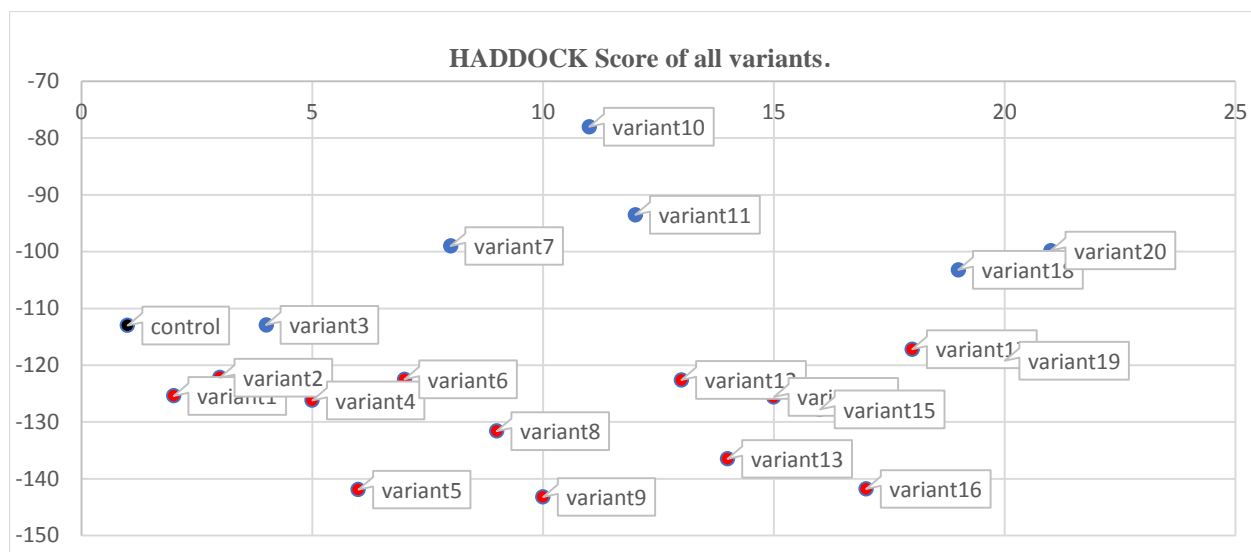 HADDOCK Score of all variants.
-70
0 5 10 15 20 25
-80
variant10
-90
variant11
-100
variant7
variant20
variant18
-110
control
variant3
-120
variant19
variant2
variant6
variant1
variant4
-130
variant15
variant8
variant13
-140
variant5
variant9
variant16
-150